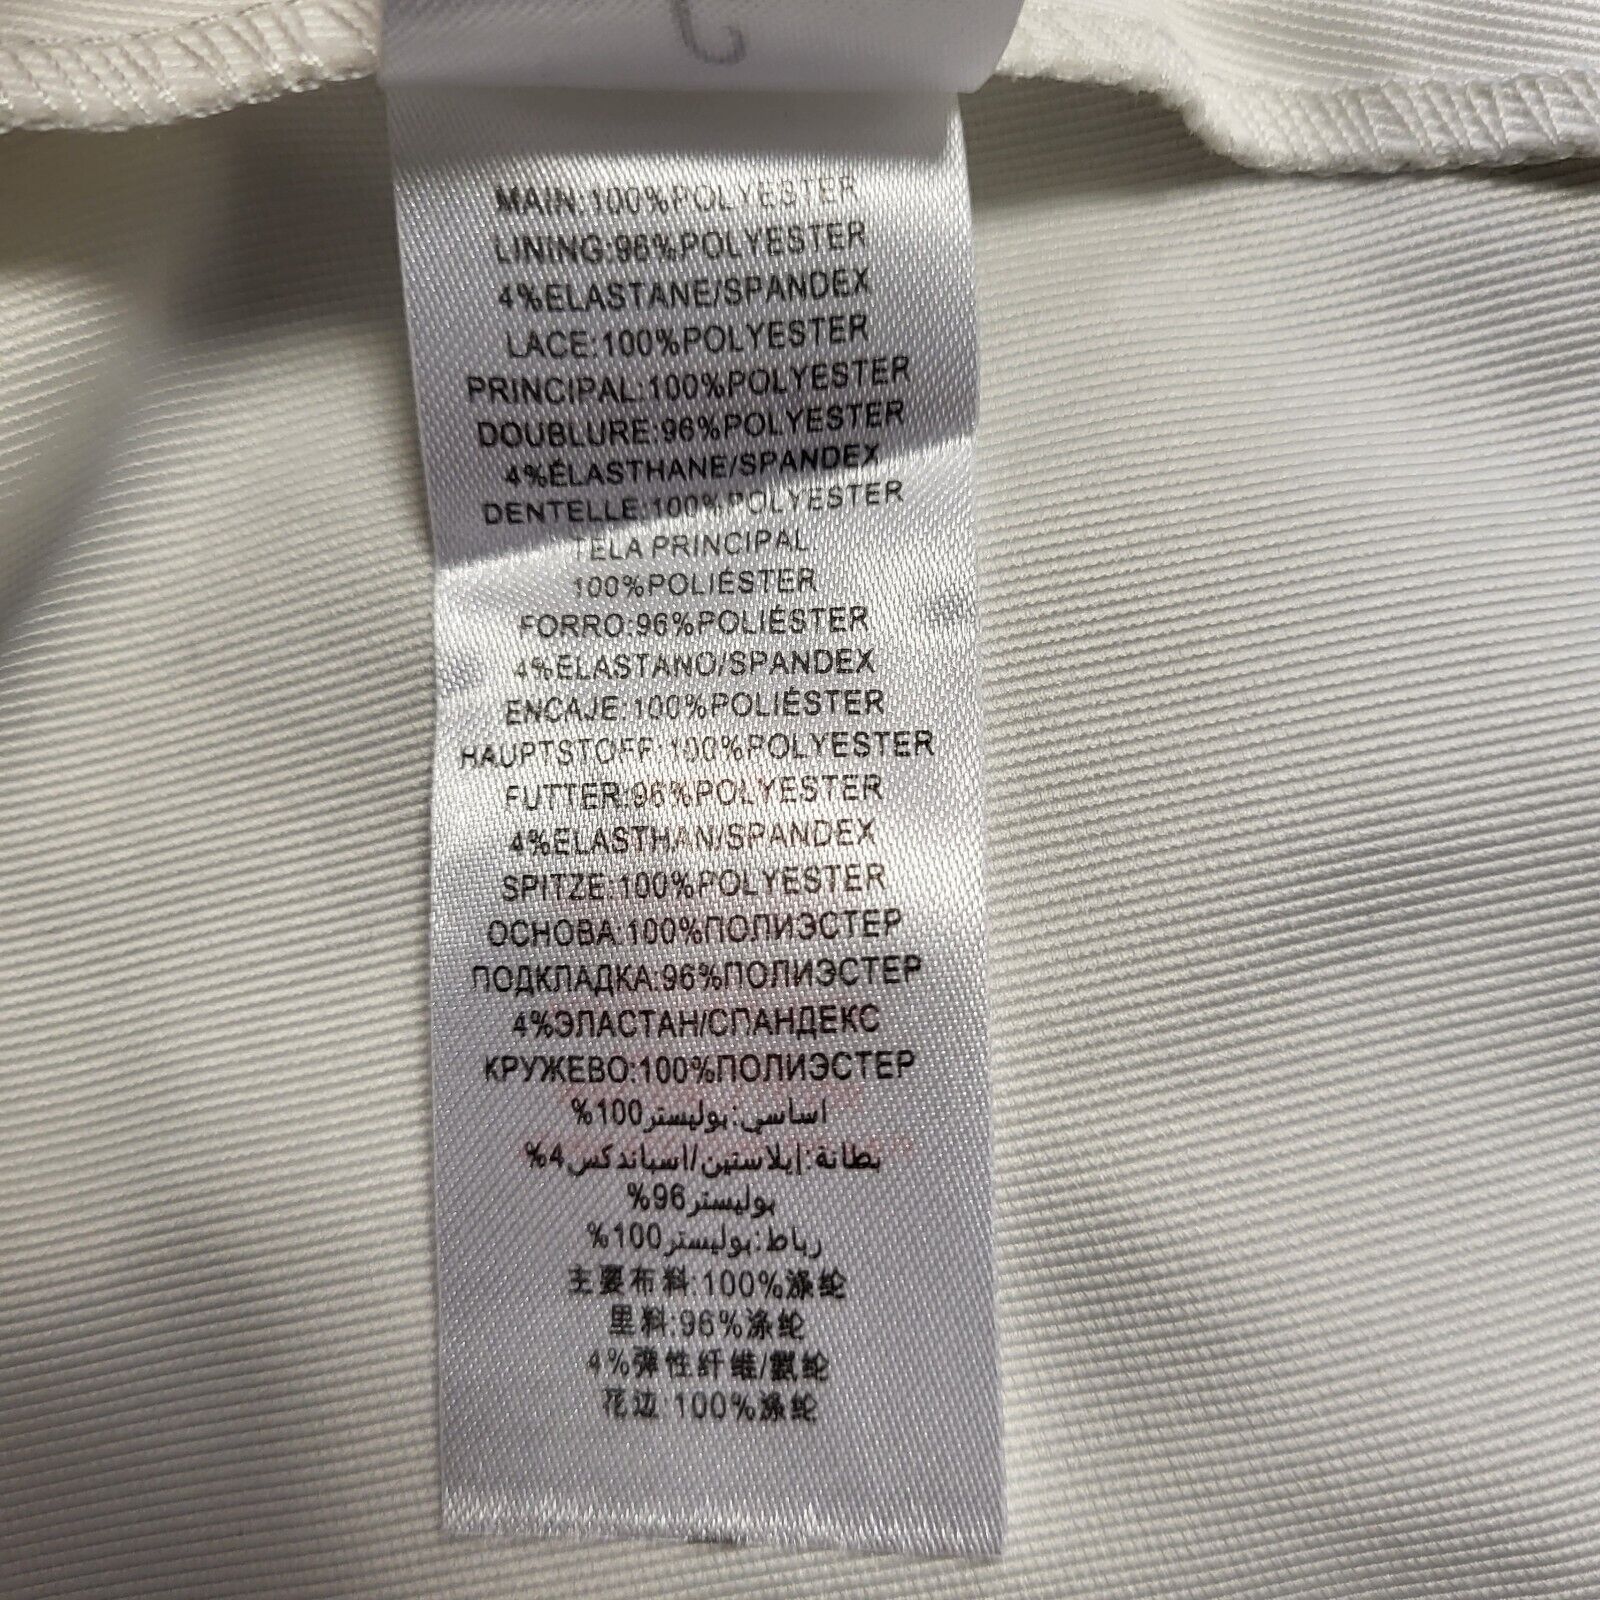 MAIN:100%POLYESTER
LINING:96%POLYESTER
4%ELASTANE/SPANDEX
LACE:100%POLYESTER
PRINCIPAL:100%POLYESTER
DOUBLURE:96%POLYESTER
4%ÉLASTHANE/SPANDEX
DENTELLE:100%POLYESTER
TELA PRINCIPAL
100%POLIÉSTER
FORRO:96%POLIÉSTER
4%ELASTANO/SPANDEX
ENCAJE:100%POLIÉSTER
HAUPTSTOFF:100%POLYESTER
FUTTER:96%POLYESTER
4%ELASTHAN/SPANDEX
SPITZE:100%POLYESTER
ОСНОВА:100%ПОЛИЭСТЕР
ПОДКЛАДКА:96%ПОЛИЭСТЕР
4%ЭЛАСТАН/СПАНДЕКС
КРУЖЕВО:100%ПОЛИЭСТЕР
اساسي:بوليستر100%
بطانة:إيلاستين/اسباندكس4%
بوليستر96%
رباط:بوليستر100%
主要布料:100%涤纶
里料:96%涤纶
4%弹性纤维/氨纶
花边:100%涤纶